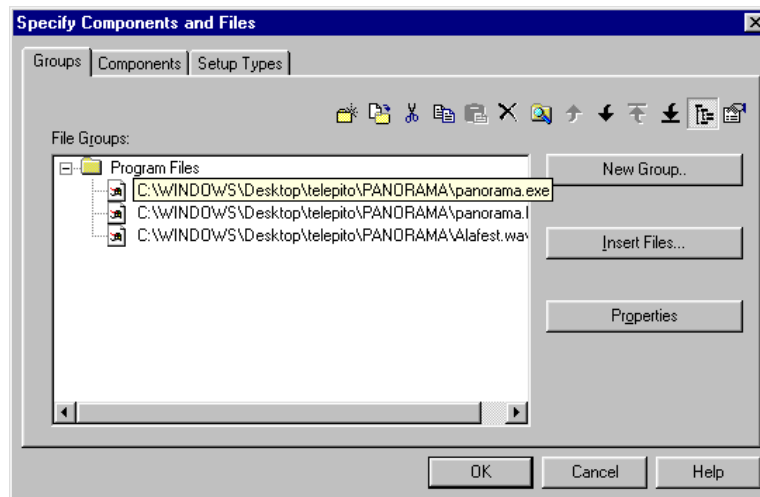 Specify Components and Files
Groups Components Setup Types
File Groups:
Program Files
C:\WINDOWS\Desktop\telepito\PANORAMA\panorama.exe
C:\WINDOWS\Desktop\telepito\PANORAMA\panorama.
C:\WINDOWS\Desktop\telepito\PANORAMA\Alafest.wav
New Group..
Insert Files...
Properties
OK Cancel Help